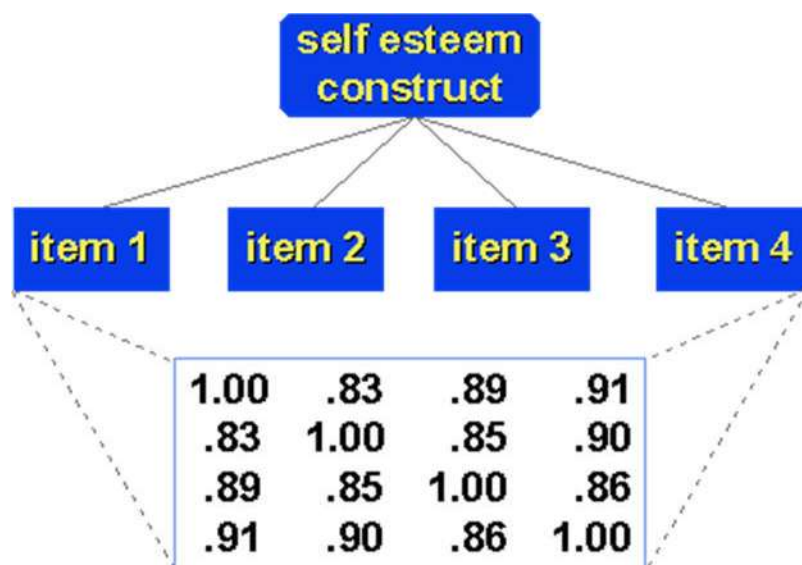 self esteem
construct
item 1 item 2 item 3 item 4
1.00 .83 .89 .91
.83 1.00 .85 .90
.89 .85 1.00 .86
.91 .90 .86 1.00